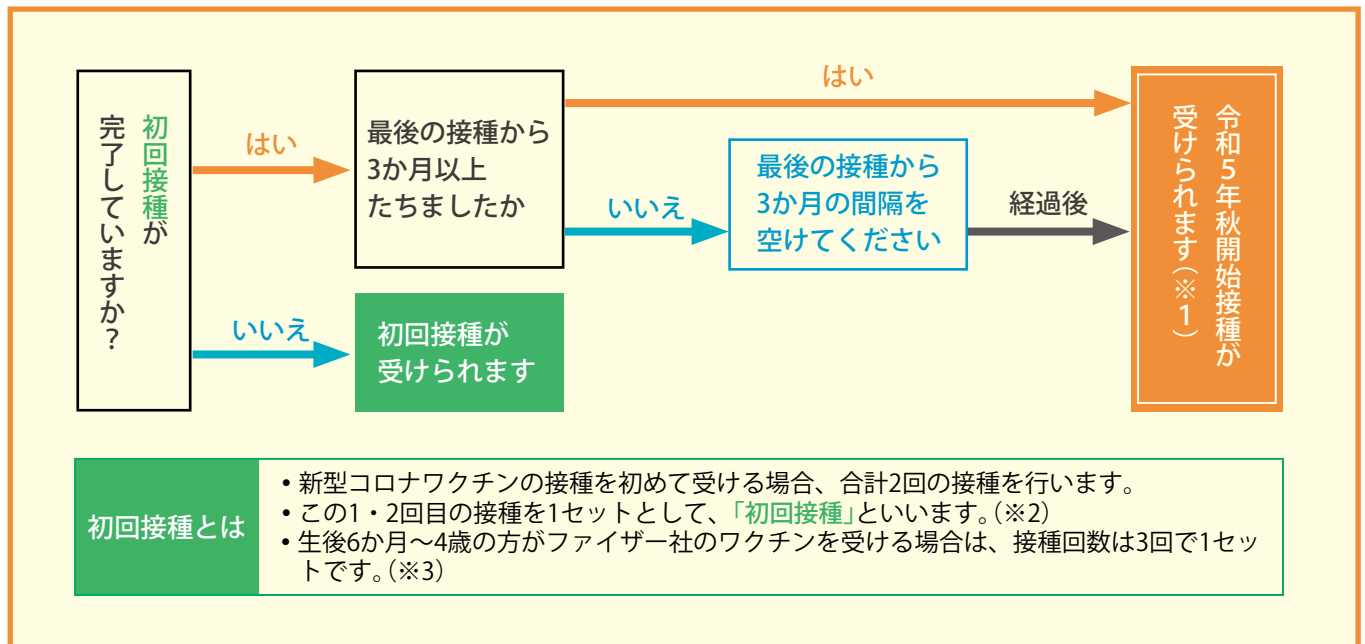 初回接種が
完了していますか？
はい
いいえ
最後の接種から
3か月以上
たちましたか
初回接種が
受けられます
はい
いいえ
最後の接種から
3か月の間隔を
空けてください
経過後
令和５年秋開始接種が
受けられます（※１）
初回接種とは
• 新型コロナワクチンの接種を初めて受ける場合、合計2回の接種を行います。
• この1・2回目の接種を1セットとして、「初回接種」といいます。（※2）
• 生後6か月～4歳の方がファイザー社のワクチンを受ける場合は、接種回数は3回で1セッ
トです。（※3）